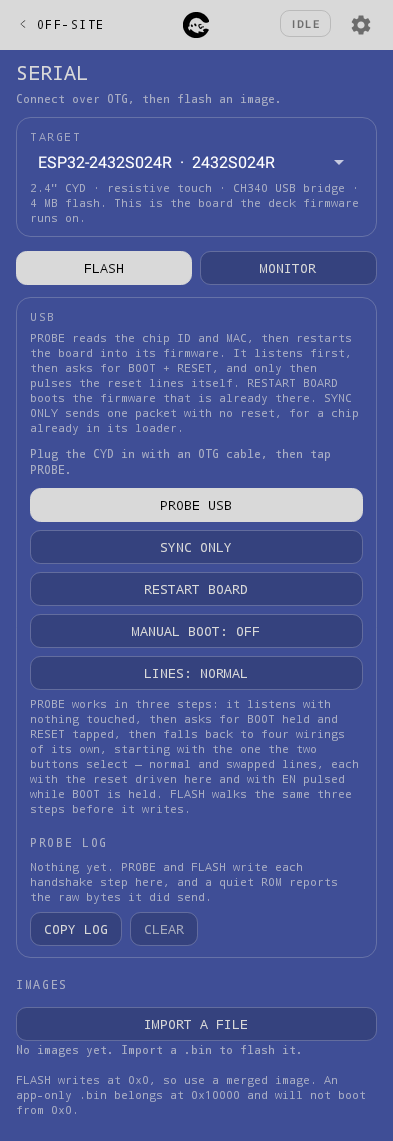 OFF-SITE
IDLE
SERIAL
Connect over OTG, then flash an image.
TARGET
ESP32-2432S024R · 2432S024R
2.4" CYD · resistive touch · CH340 USB bridge ·
4 MB flash. This is the board the deck firmware
runs on.
FLASH
MONITOR
USB
PROBE reads the chip ID and MAC, then restarts
the board into its firmware. It listens first,
then asks for BOOT + RESET, and only then
pulses the reset lines itself. RESTART BOARD
boots the firmware that is already there. SYNC
ONLY sends one packet with no reset, for a chip
already in its loader.
Plug the CYD in with an OTG cable, then tap
PROBE.
PROBE USB
SYNC ONLY
RESTART BOARD
MANUAL BOOT: OFF
LINES: NORMAL
PROBE works in three steps: it listens with
nothing touched, then asks for BOOT held and
RESET tapped, then falls back to four wirings
of its own, starting with the one the two
buttons select — normal and swapped lines, each
with the reset driven here and with EN pulsed
while BOOT is held. FLASH walks the same three
steps before it writes.
PROBE LOG
Nothing yet. PROBE and FLASH write each
handshake step here, and a quiet ROM reports
the raw bytes it did send.
COPY LOG
CLEAR
IMAGES
IMPORT A FILE
No images yet. Import a .bin to flash it.
FLASH writes at 0x0, so use a merged image. An
app-only .bin belongs at 0x10000 and will not boot
from 0x0.